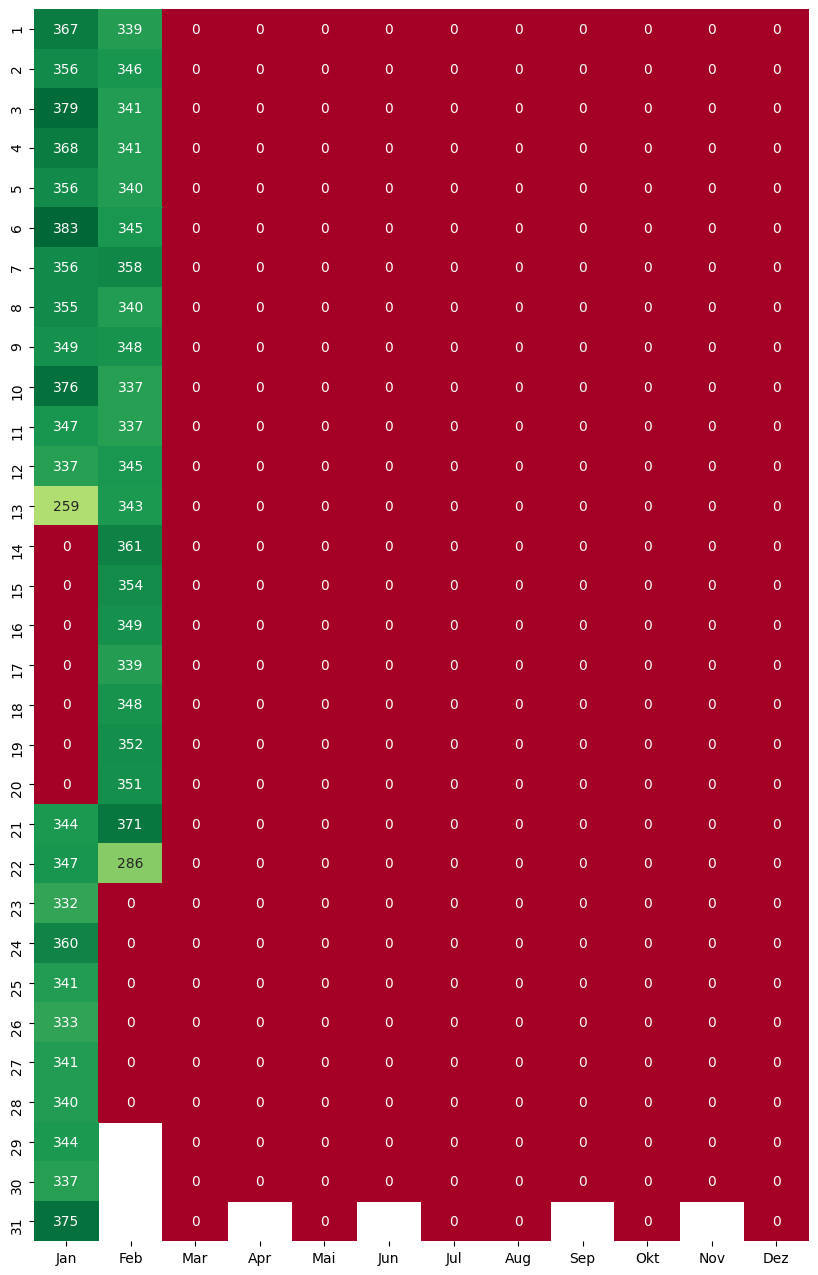 1 367 339 0 0 0 0 0 0 0 0 0 0
2 356 346 0 0 0 0 0 0 0 0 0 0
3 379 341 0 0 0 0 0 0 0 0 0 0
4 368 341 0 0 0 0 0 0 0 0 0 0
5 356 340 0 0 0 0 0 0 0 0 0 0
6 383 345 0 0 0 0 0 0 0 0 0 0
7 356 358 0 0 0 0 0 0 0 0 0 0
8 355 340 0 0 0 0 0 0 0 0 0 0
9 349 348 0 0 0 0 0 0 0 0 0 0
10 376 337 0 0 0 0 0 0 0 0 0 0
11 347 337 0 0 0 0 0 0 0 0 0 0
12 337 345 0 0 0 0 0 0 0 0 0 0
13 259 343 0 0 0 0 0 0 0 0 0 0
14 0 361 0 0 0 0 0 0 0 0 0 0
15 0 354 0 0 0 0 0 0 0 0 0 0
16 0 349 0 0 0 0 0 0 0 0 0 0
17 0 339 0 0 0 0 0 0 0 0 0 0
18 0 348 0 0 0 0 0 0 0 0 0 0
19 0 352 0 0 0 0 0 0 0 0 0 0
20 0 351 0 0 0 0 0 0 0 0 0 0
21 344 371 0 0 0 0 0 0 0 0 0 0
22 347 286 0 0 0 0 0 0 0 0 0 0
23 332 0 0 0 0 0 0 0 0 0 0 0
24 360 0 0 0 0 0 0 0 0 0 0 0
25 341 0 0 0 0 0 0 0 0 0 0 0
26 333 0 0 0 0 0 0 0 0 0 0 0
27 341 0 0 0 0 0 0 0 0 0 0 0
28 340 0 0 0 0 0 0 0 0 0 0 0
29 344 0 0 0 0 0 0 0 0 0 0
30 337 0 0 0 0 0 0 0 0 0 0
31 375 0 0 0 0 0 0
Jan Feb Mar Apr Mai Jun Jul Aug Sep Okt Nov Dez